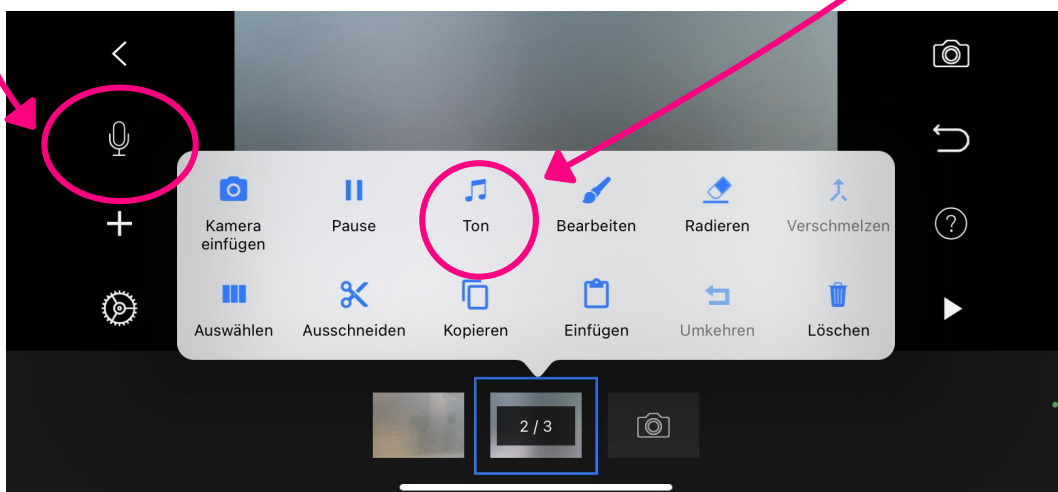 Kamera
einfügen
Pause
Ton
Bearbeiten
Radieren
Verschmelzen
?
Auswählen
Ausschneiden
Kopieren
Einfügen
Umkehren
Löschen
2 / 3